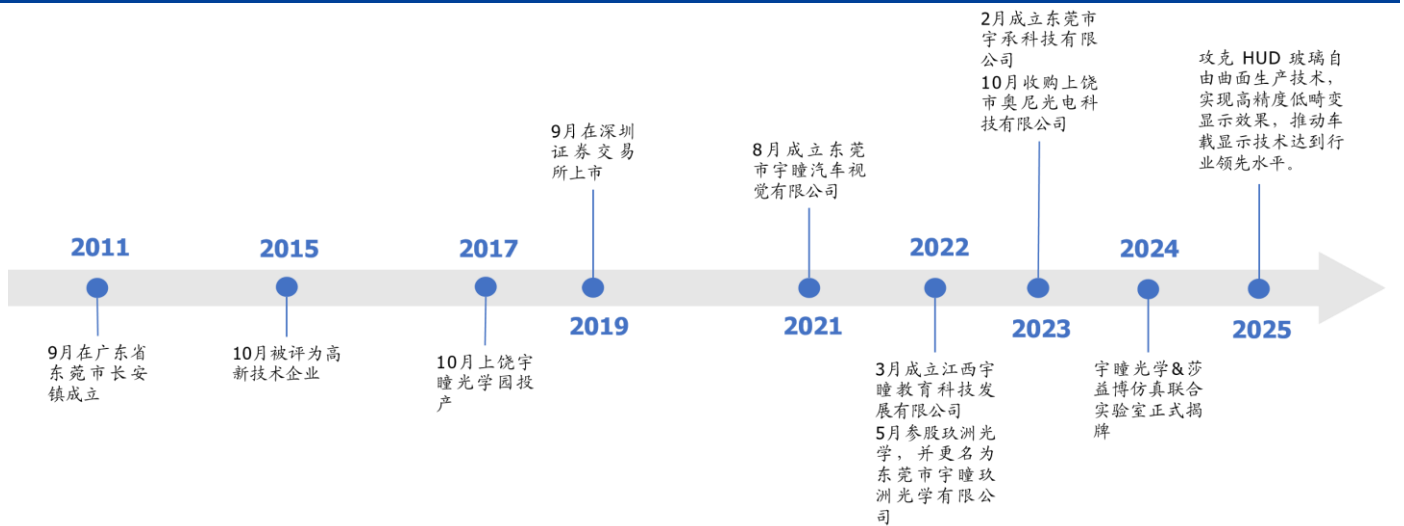 2011
9月在广东省
东莞市长安
镇成立
2015
10月被评为高
新技术企业
2017
10月上饶宇
瞳光学园投
产
9月在深圳
证券交易
所上市
2019
8月成立东莞
市宇瞳汽车视
觉有限公司
2021
2022
3月成立江西宇
瞳教育科技发
展有限公司
5月参股玖洲光
学，并更名为
东莞市宇瞳玖
洲光学有限公
司
2月成立东莞市
宇承科技有限
公司
10月收购上饶
市奥尼光电科
技有限公司
2023
2024
宇瞳光学&莎
益博仿真联合
实验室正式揭
牌
攻克 HUD 玻璃自
由曲面生产技术，
实现高精度低畸变
显示效果，推动车
载显示技术达到行
业领先水平。
2025